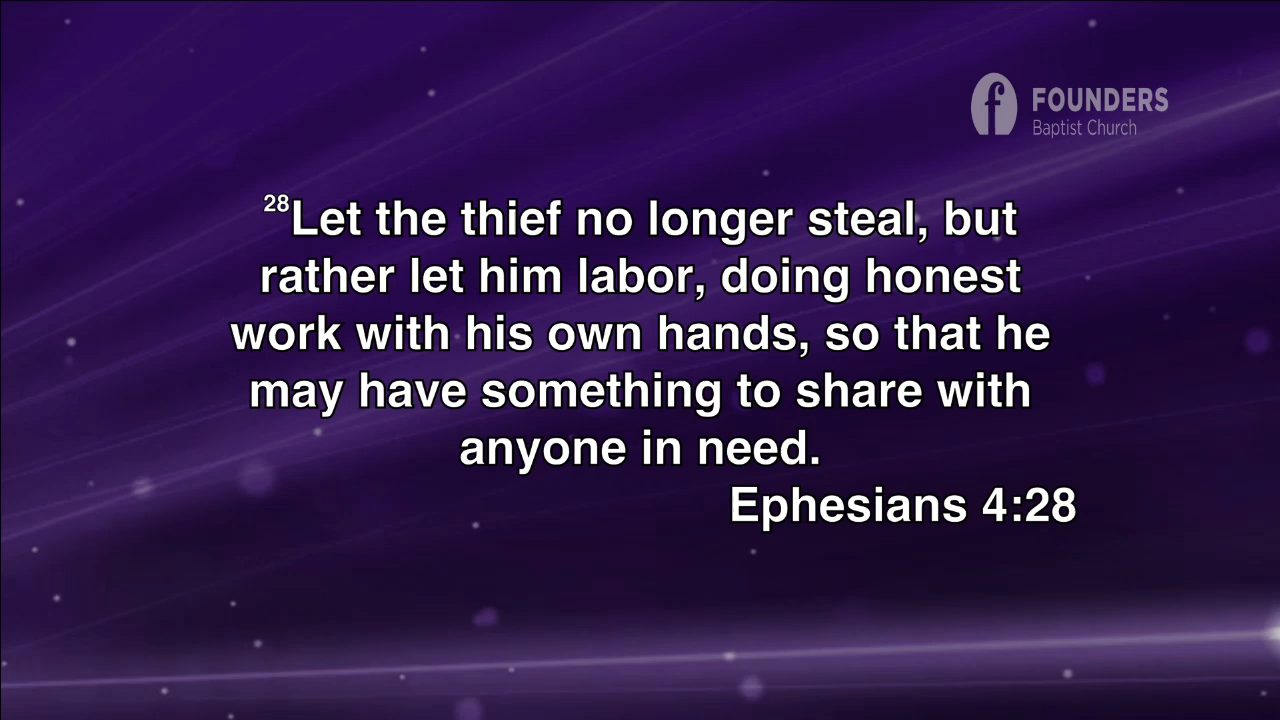 FOUNDERS
Baptist Church
28Let the thief no longer steal, but
rather let him labor, doing honest
work with his own hands, so that he
may have something to share with
anyone in need.
Ephesians 4:28